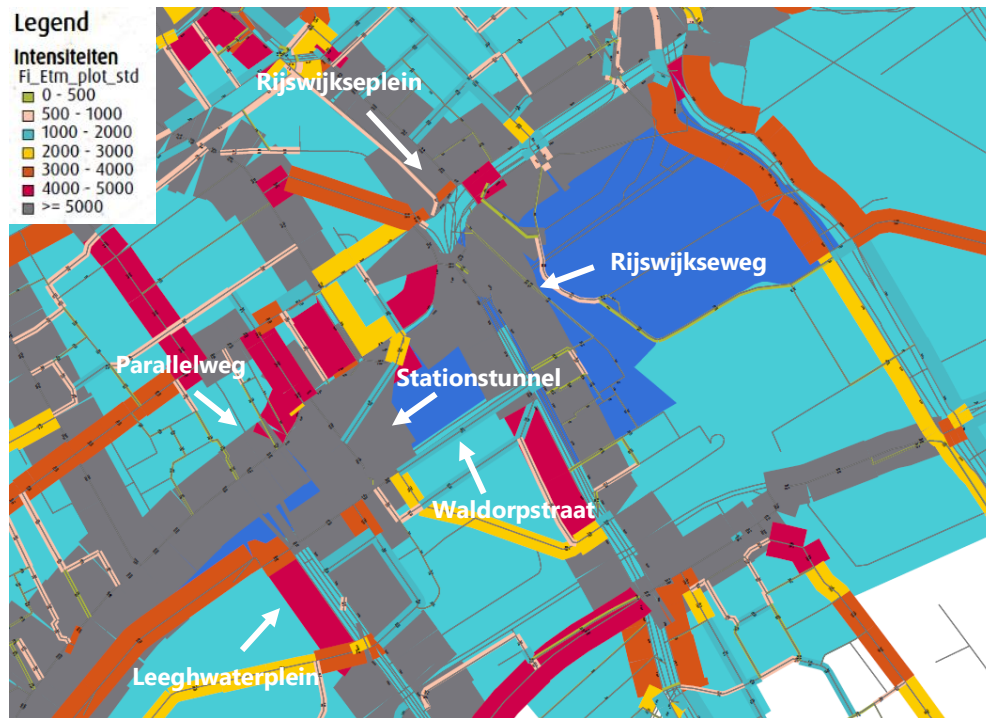 Legend
Intensiteiten
Fi_Etm_plot_std
0 - 500
500 - 1000
1000 - 2000
2000 - 3000
3000 - 4000
4000 - 5000
>= 5000
Rijswijkseplein
Rijswijkseweg
Parallelweg
Stationstunnel
Waldorpstraat
Leeghwaterplein